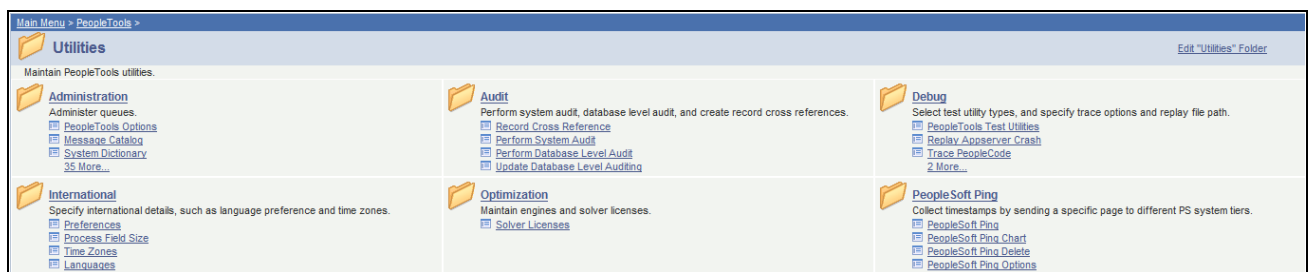 Main Menu > PeopleTools >
Utilities
Edit "Utilities" Folder
Maintain PeopleTools utilities.
Administration
Administer queues.
PeopleTools Options
Message Catalog
System Dictionary
35 More...
Audit
Perform system audit, database level audit, and create record cross references.
Record Cross Reference
Perform System Audit
Perform Database Level Audit
Update Database Level Auditing
Debug
Select test utility types, and specify trace options and replay file path.
PeopleTools Test Utilities
Replay Appserver Crash
Trace PeopleCode
2 More...
International
Specify international details, such as language preference and time zones.
Preferences
Process Field Size
Time Zones
Languages
Optimization
Maintain engines and solver licenses.
Solver Licenses
PeopleSoft Ping
Collect timestamps by sending a specific page to different PS system tiers.
PeopleSoft Ping
PeopleSoft Ping Chart
PeopleSoft Ping Delete
PeopleSoft Ping Options